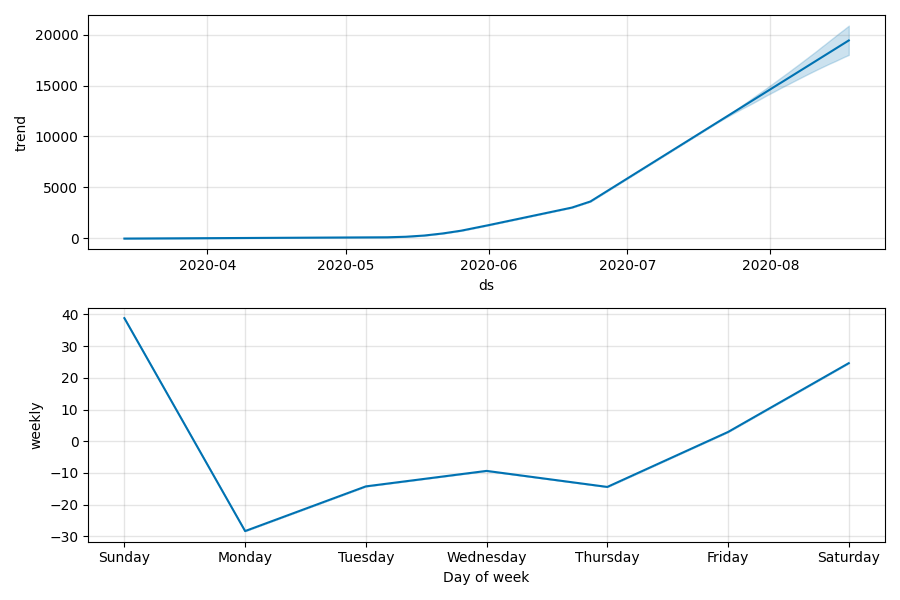 20000
15000
10000
5000
0
trend
2020-04 2020-05 2020-06 2020-07 2020-08
ds
40
30
20
10
0
−10
−20
−30
weekly
Sunday Monday Tuesday Wednesday Thursday Friday Saturday
Day of week